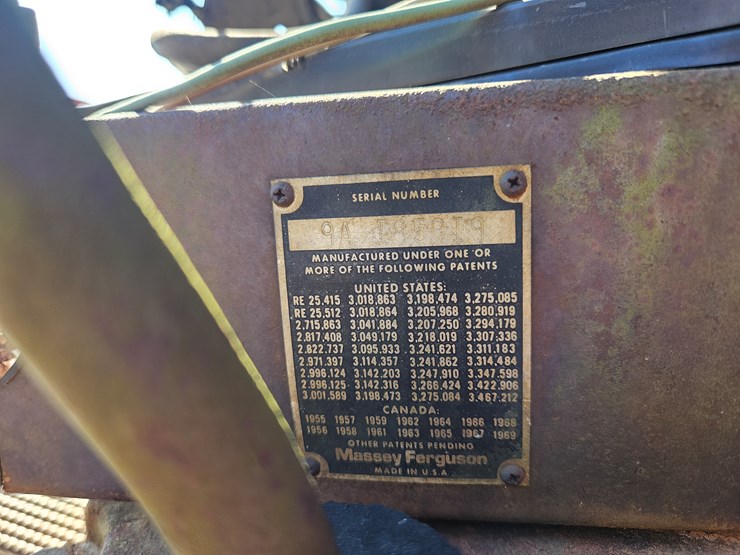 SERIAL NUMBER
9A
MANUFACTURED UNDER ONE OR
MORE OF THE FOLLOWING PATENTS
UNITED STATES:
RE 25,415 3,018,863 3,198,474 3,275,085
RE 25,512 3,018,864 3,205,968 3,280,919
2,715,863 3,041,884 3,207,250 3,294,179
2,817,408 3,049,179 3,218,019 3,307,336
2,822,737 3,095,933 3,241,621 3,311,183
2,971,397 3,114,357 3,241,862 3,314,484
2,996,124 3,142,203 3,247,910 3,347,598
2,996,125 3,142,316 3,266,424 3,422,906
3,001,589 3,198,473 3,275,084 3,467,212
CANADA:
1955 1957 1959 1962 1964 1966 1968
1956 1958 1961 1963 1965 1967 1969
OTHER PATENTS PENDING
Massey Ferguson
MADE IN U.S.A